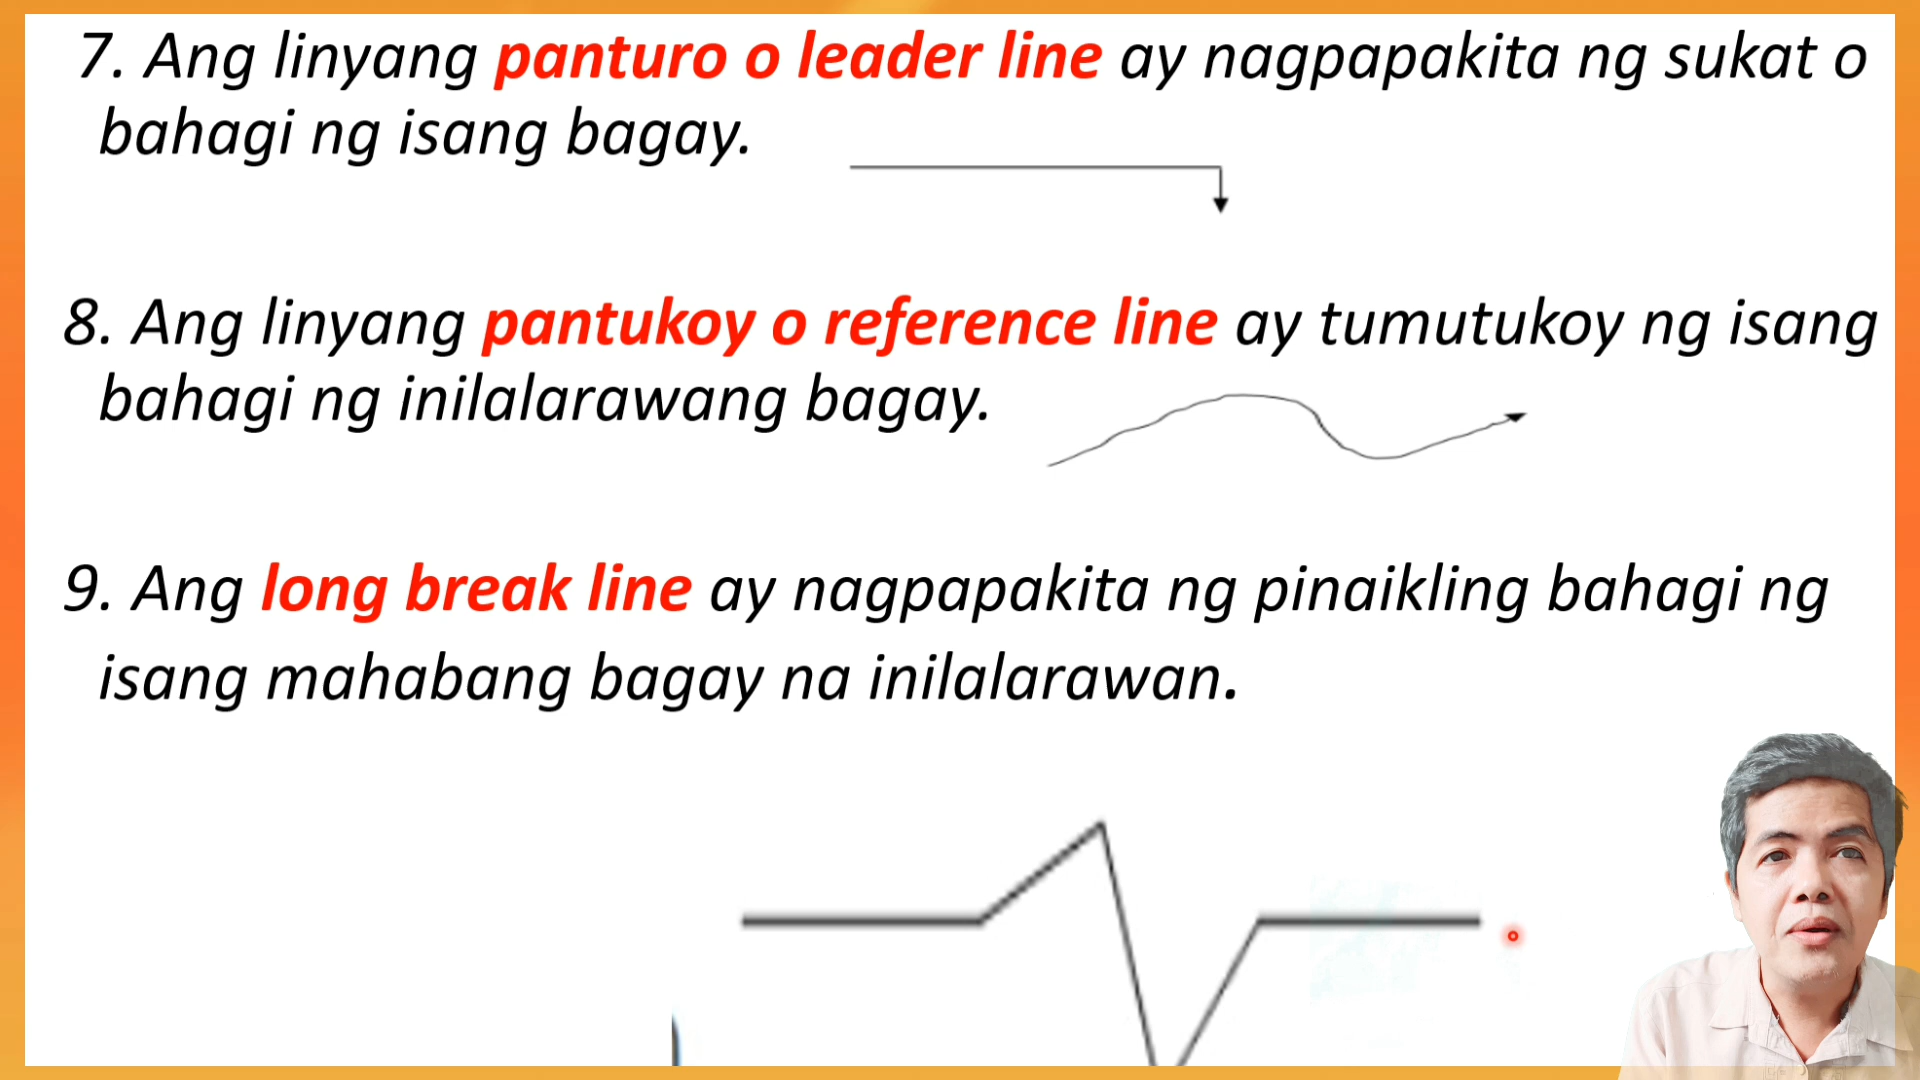 7. Ang linyang panturo o leader line ay nagpapakita ng sukat o
bahagi ng isang bagay.
8. Ang linyang pantukoy o reference line ay tumutukoy ng isang
bahagi ng inilalarawang bagay.
9. Ang long break line ay nagpapakita ng pinaikling bahagi ng
isang mahabang bagay na inilalarawan.